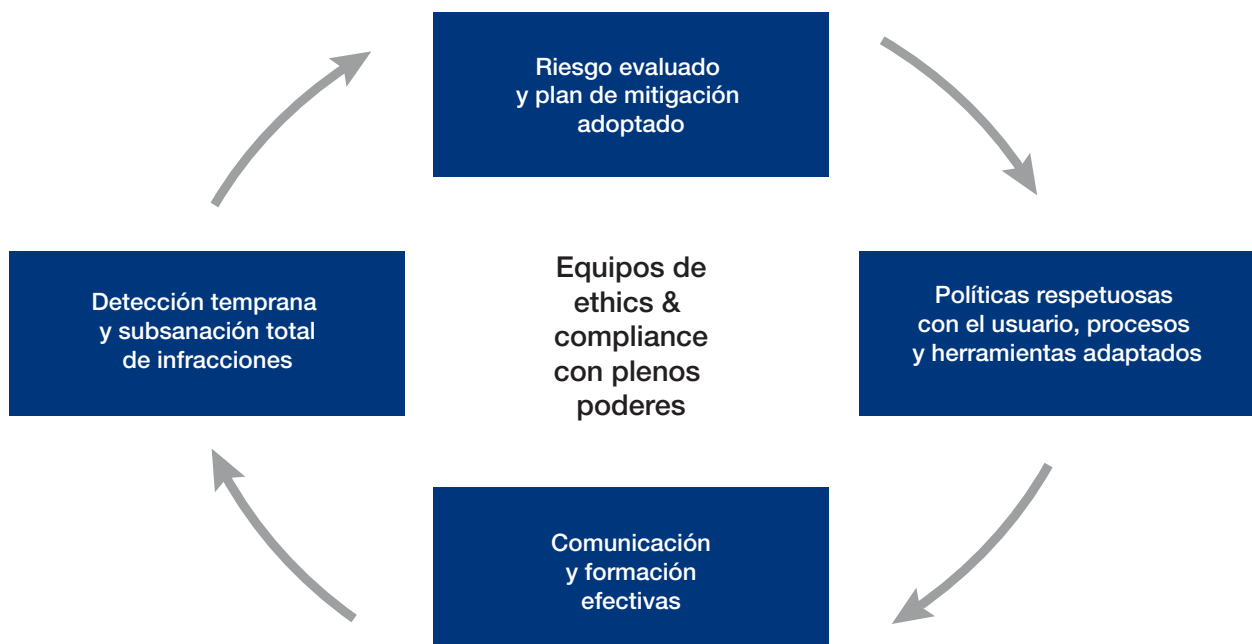 Riesgo evaluado
y plan de mitigación
adoptado
Detección temprana
y subsanación total
de infracciones
Equipos de
ethics &
compliance
con plenos
poderes
Políticas respetuosas
con el usuario, procesos
y herramientas adaptados
Comunicación
y formación
efectivas